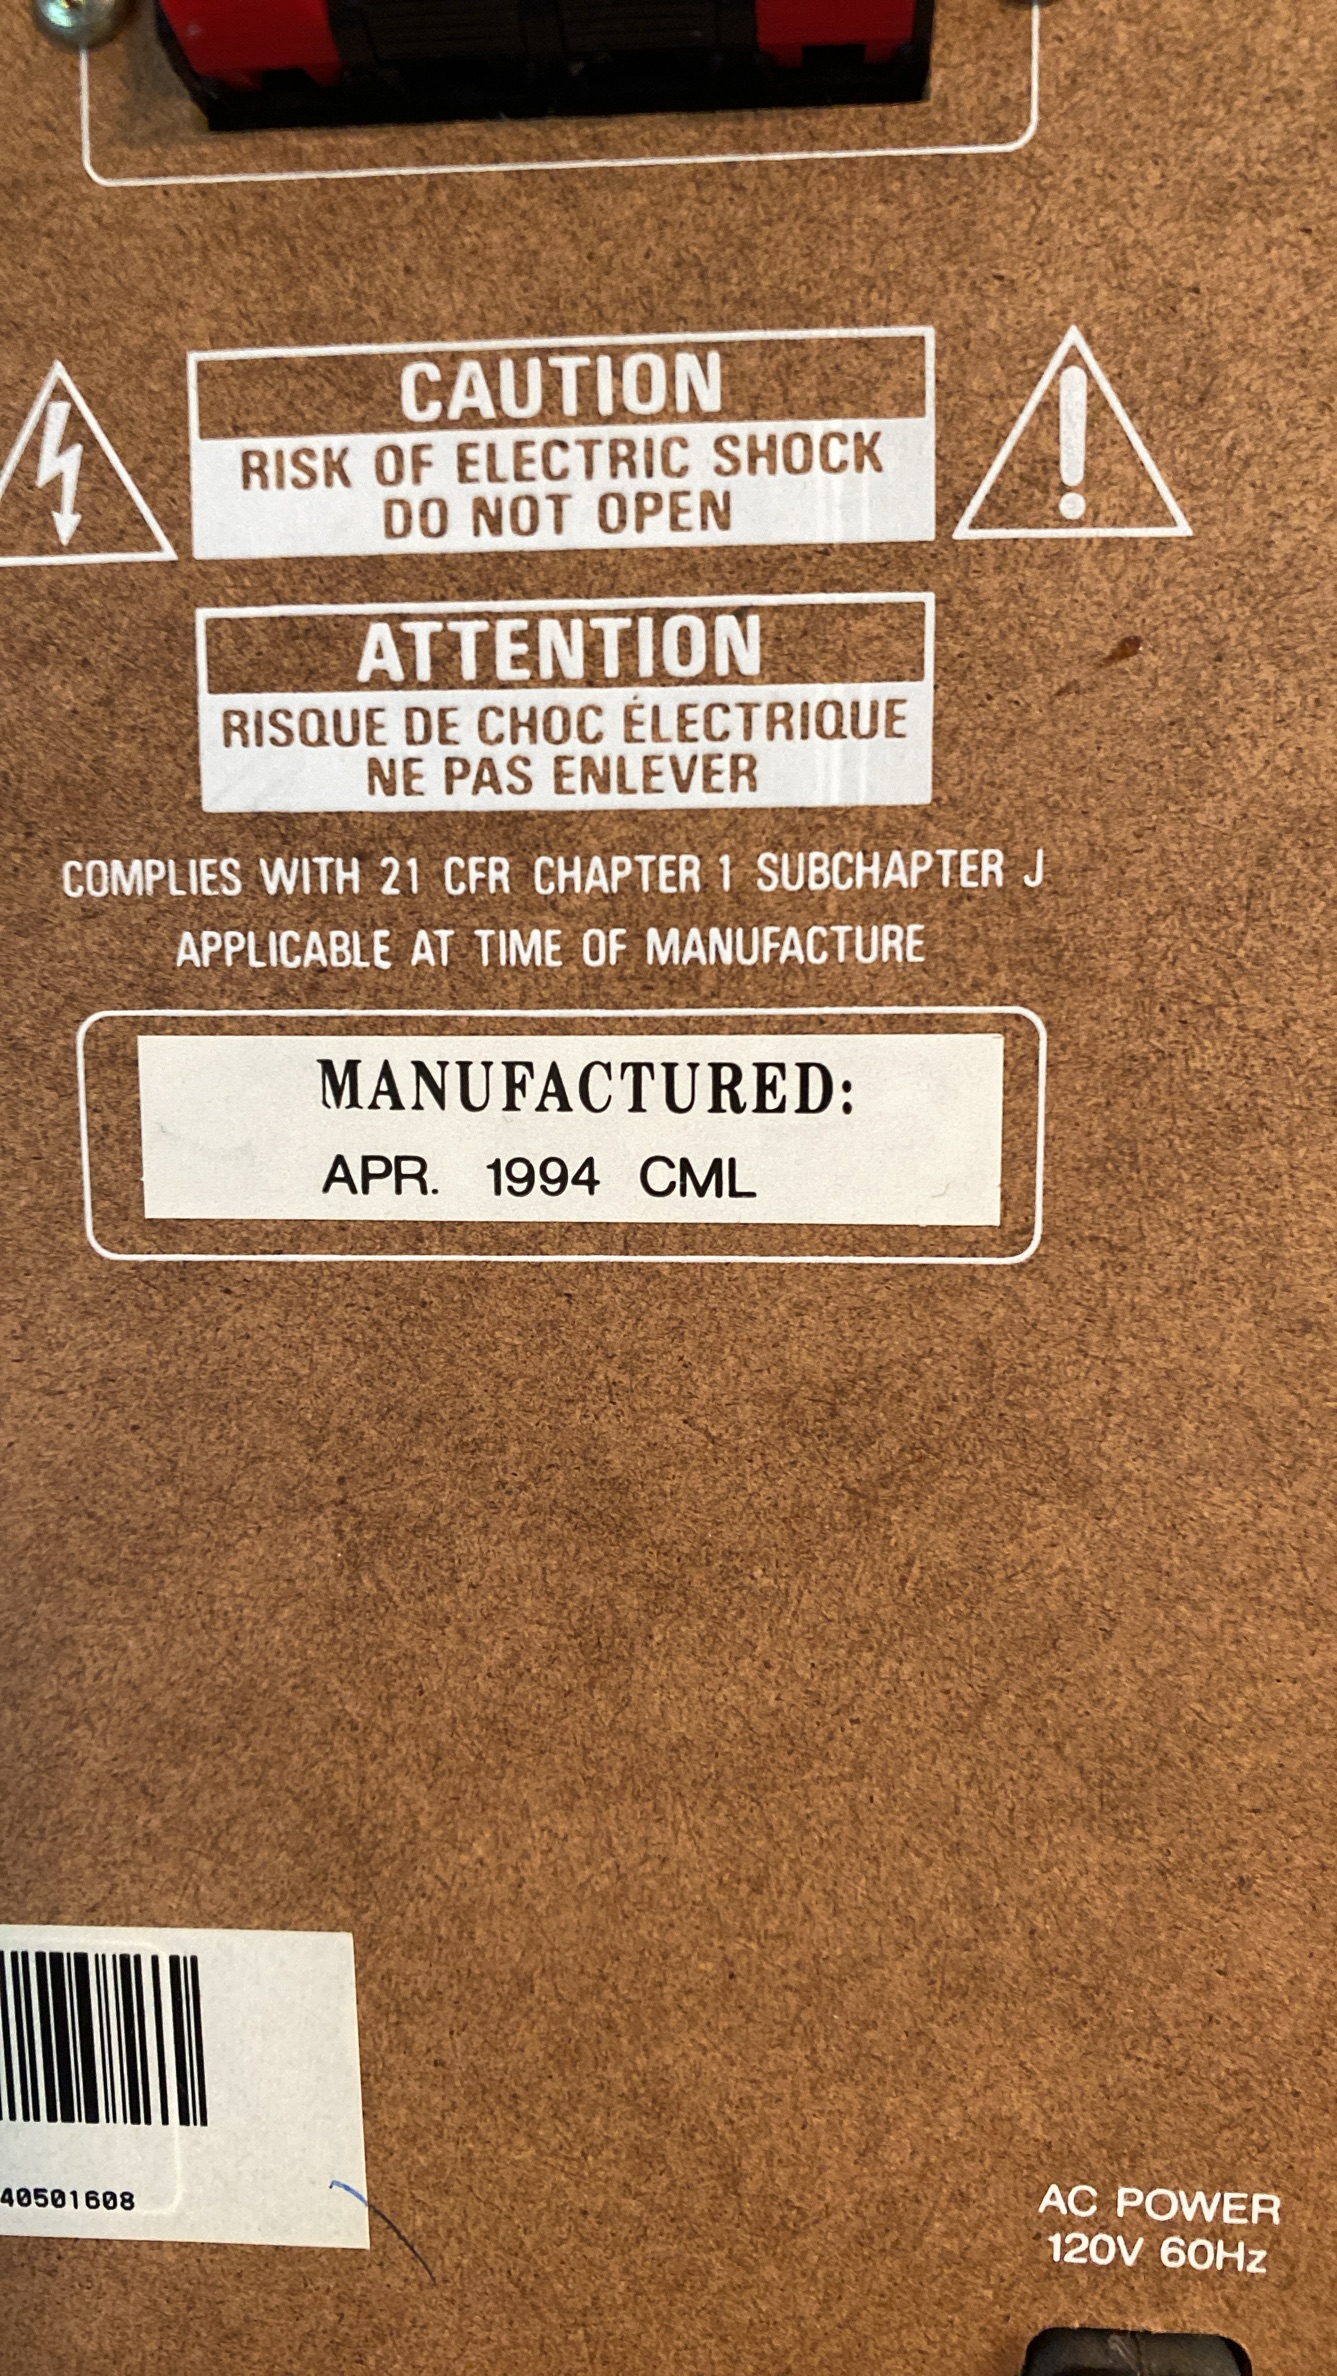 CAUTION
RISK OF ELECTRIC SHOCK
DO NOT OPEN
ATTENTION
RISQUE DE CHOC ÉLECTRIQUE
NE PAS ENLEVER
COMPLIES WITH 21 CFR CHAPTER 1 SUBCHAPTER J
APPLICABLE AT TIME OF MANUFACTURE
MANUFACTURED:
APR. 1994 CML
40501608
AC POWER
120V 60Hz